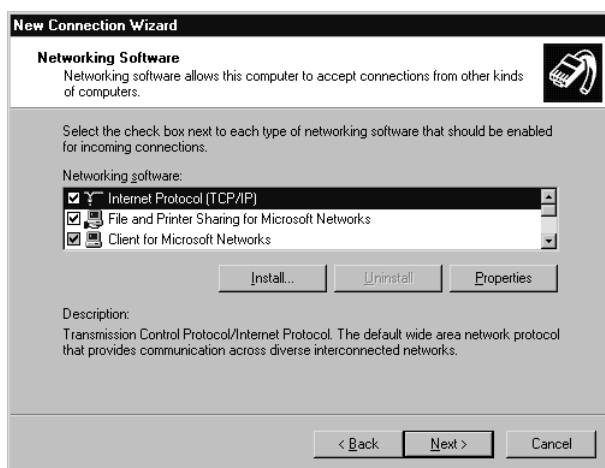 New Connection Wizard
Networking Software
Networking software allows this computer to accept connections from other kinds
of computers.
Select the check box next to each type of networking software that should be enabled
for incoming connections.
Networking software:
Internet Protocol (TCP/IP)
File and Printer Sharing for Microsoft Networks
Client for Microsoft Networks
Install... Uninstall Properties
Description:
Transmission Control Protocol/Internet Protocol. The default wide area network protocol
that provides communication across diverse interconnected networks.
< Back Next > Cancel